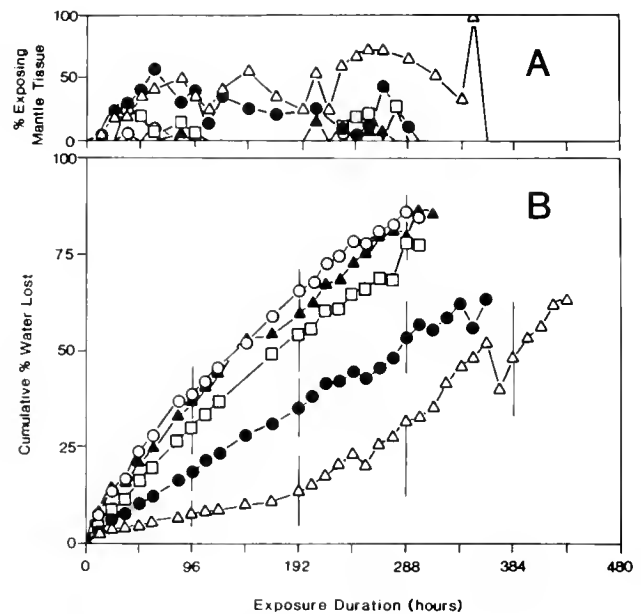 100
50
0
% Exposing
Mantle Tissue
A
100
75
50
25
0
Cumulative % Water Lost
B
0 96 192 288 384 480
Exposure Duration (hours)